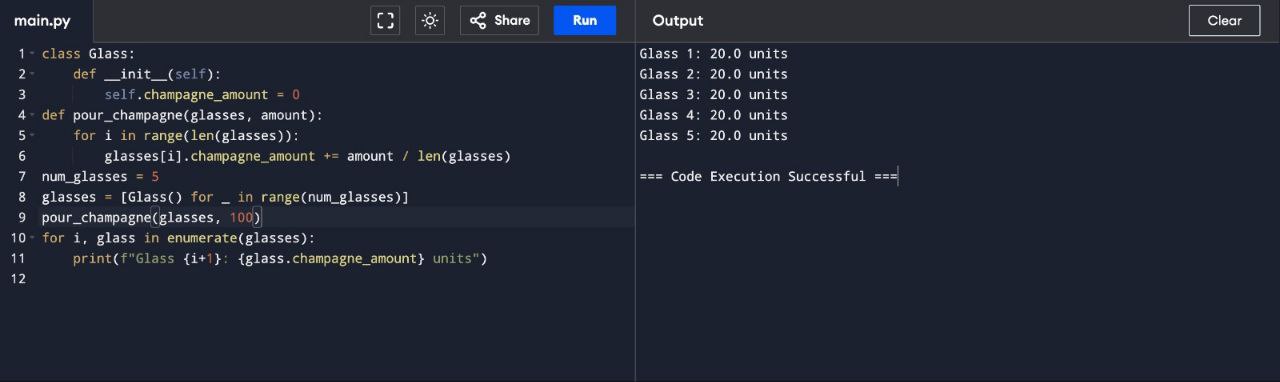 main.py
Share
Run
Output
Clear
1 class Glass:
2     def __init__(self):
3         self.champagne_amount = 0
4 def pour_champagne(glasses, amount):
5     for i in range(len(glasses)):
6         glasses[i].champagne_amount += amount / len(glasses)
7 num_glasses = 5
8 glasses = [Glass() for _ in range(num_glasses)]
9 pour_champagne(glasses, 100)
10 for i, glass in enumerate(glasses):
11     print(f"Glass {i+1}: {glass.champagne_amount} units")
12
Glass 1: 20.0 units
Glass 2: 20.0 units
Glass 3: 20.0 units
Glass 4: 20.0 units
Glass 5: 20.0 units
=== Code Execution Successful ===